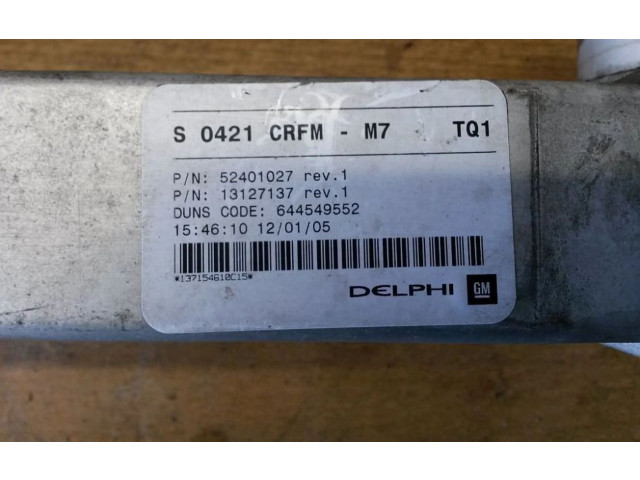 S 0421 CRFM - M7 TQ1
P/N: 52401027 rev.1
P/N: 13127137 rev.1
DUNS CODE: 644549552
15:46:10 12/01/05
*137154610C15*
DELPHI GM